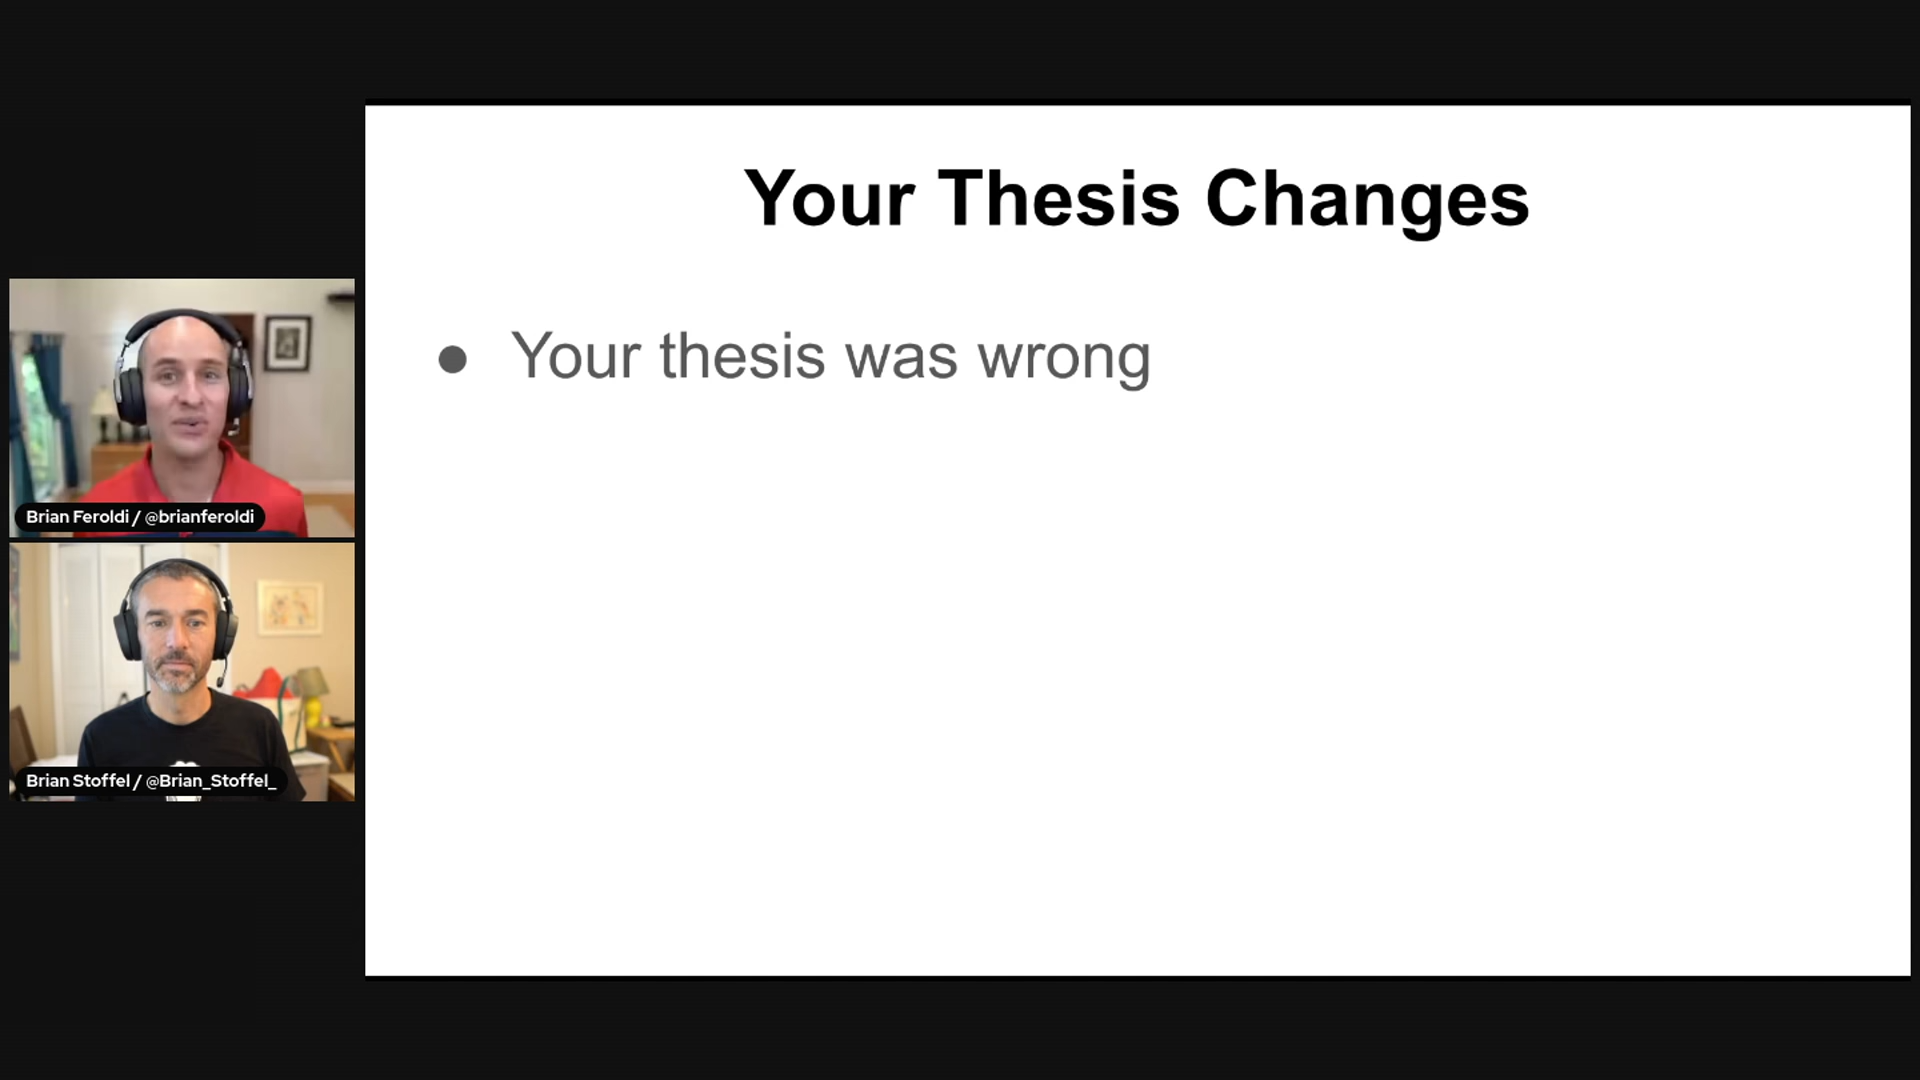 Your Thesis Changes
● Your thesis was wrong
Brian Feroldi / @brianferoldi
Brian Stoffel / @Brian_Stoffel_